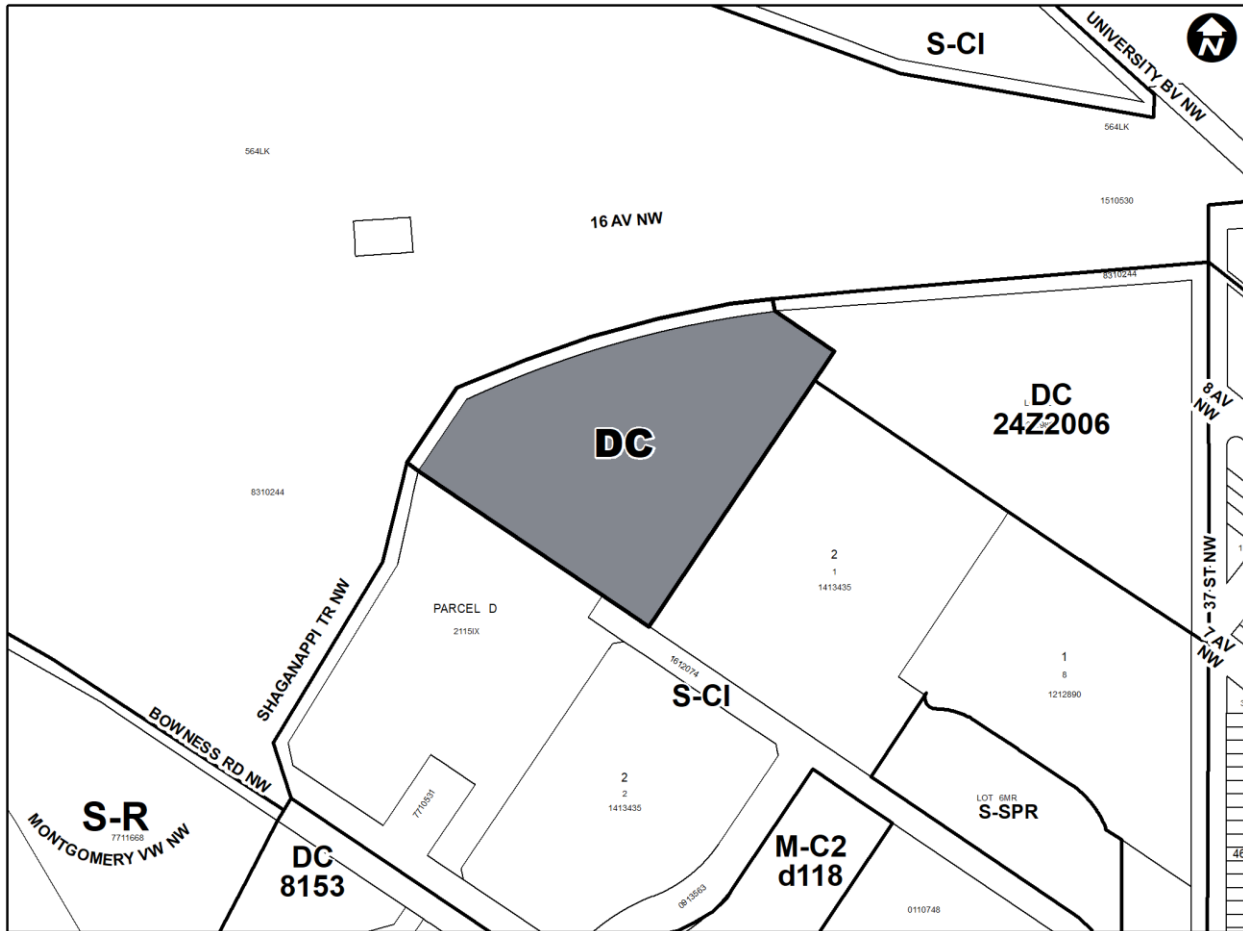 S-CI
UNIVERSITY BV NW
N
564LK
564LK
1510530
16 AV NW
8310244
DC
24Z2006
8 AV
NW
DC
8310244
37 ST NW
2
1
1413435
PARCEL D
2115IX
7 AV
NW
1
8
1212890
1612074
S-CI
SHAGANAPPI TR NW
BOWNESS RD NW
2
2
1413435
7710531
LOT 6MR
S-SPR
S-R
7711668
MONTGOMERY VW NW
DC
8153
M-C2
d118
46
0913563
0110748